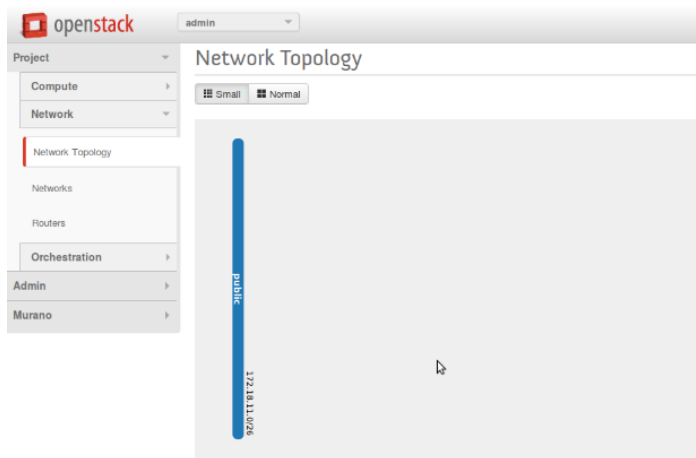 openstack
admin
Project
Network Topology
Compute
Small
Normal
Network
Network Topology
Networks
Routers
Orchestration
Admin
Murano
public
172.18.11.0/26